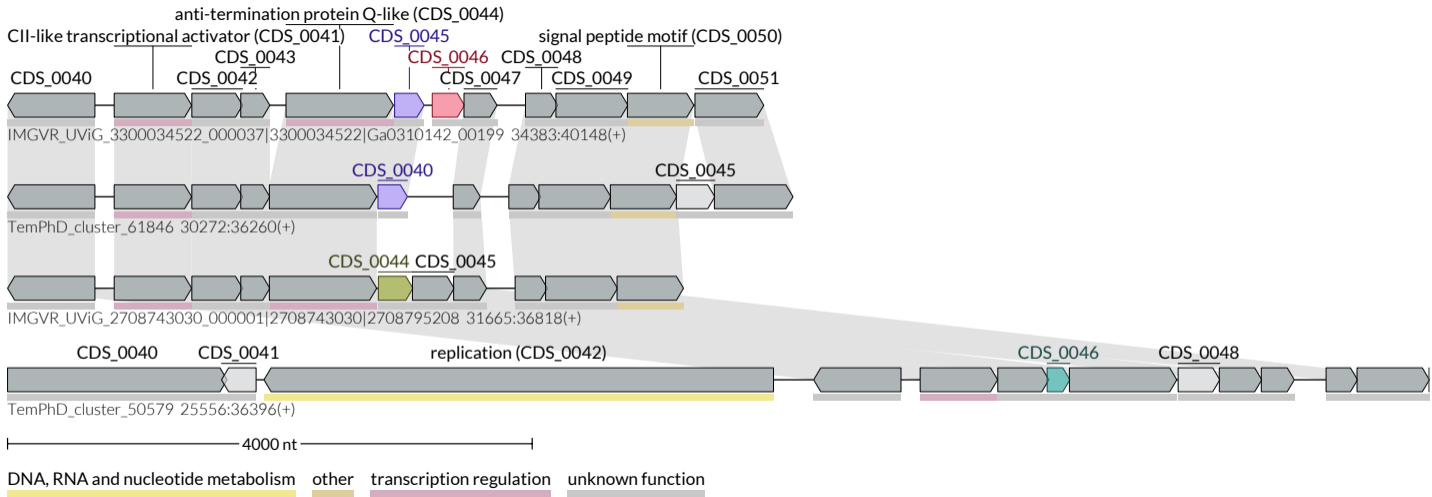 anti-termination protein Q-like (CDS_0044)
CII-like transcriptional activator (CDS_0041) CDS_0045 signal peptide motif (CDS_0050)
CDS_0043 CDS_0046 CDS_0048
CDS_0040 CDS_0042 CDS_0047 CDS_0049 CDS_0051
IMGVR_UViG_3300034522_000037|3300034522|Ga0310142_00199 34383:40148(+)
CDS_0040 CDS_0045
TemPhD_cluster_61846 30272:36260(+)
CDS_0044 CDS_0045
IMGVR_UViG_2708743030_000001|2708743030|2708795208 31665:36818(+)
CDS_0040 CDS_0041 replication (CDS_0042) CDS_0046 CDS_0048
TemPhD_cluster_50579 25556:36396(+)
4000 nt
DNA, RNA and nucleotide metabolism other transcription regulation unknown function